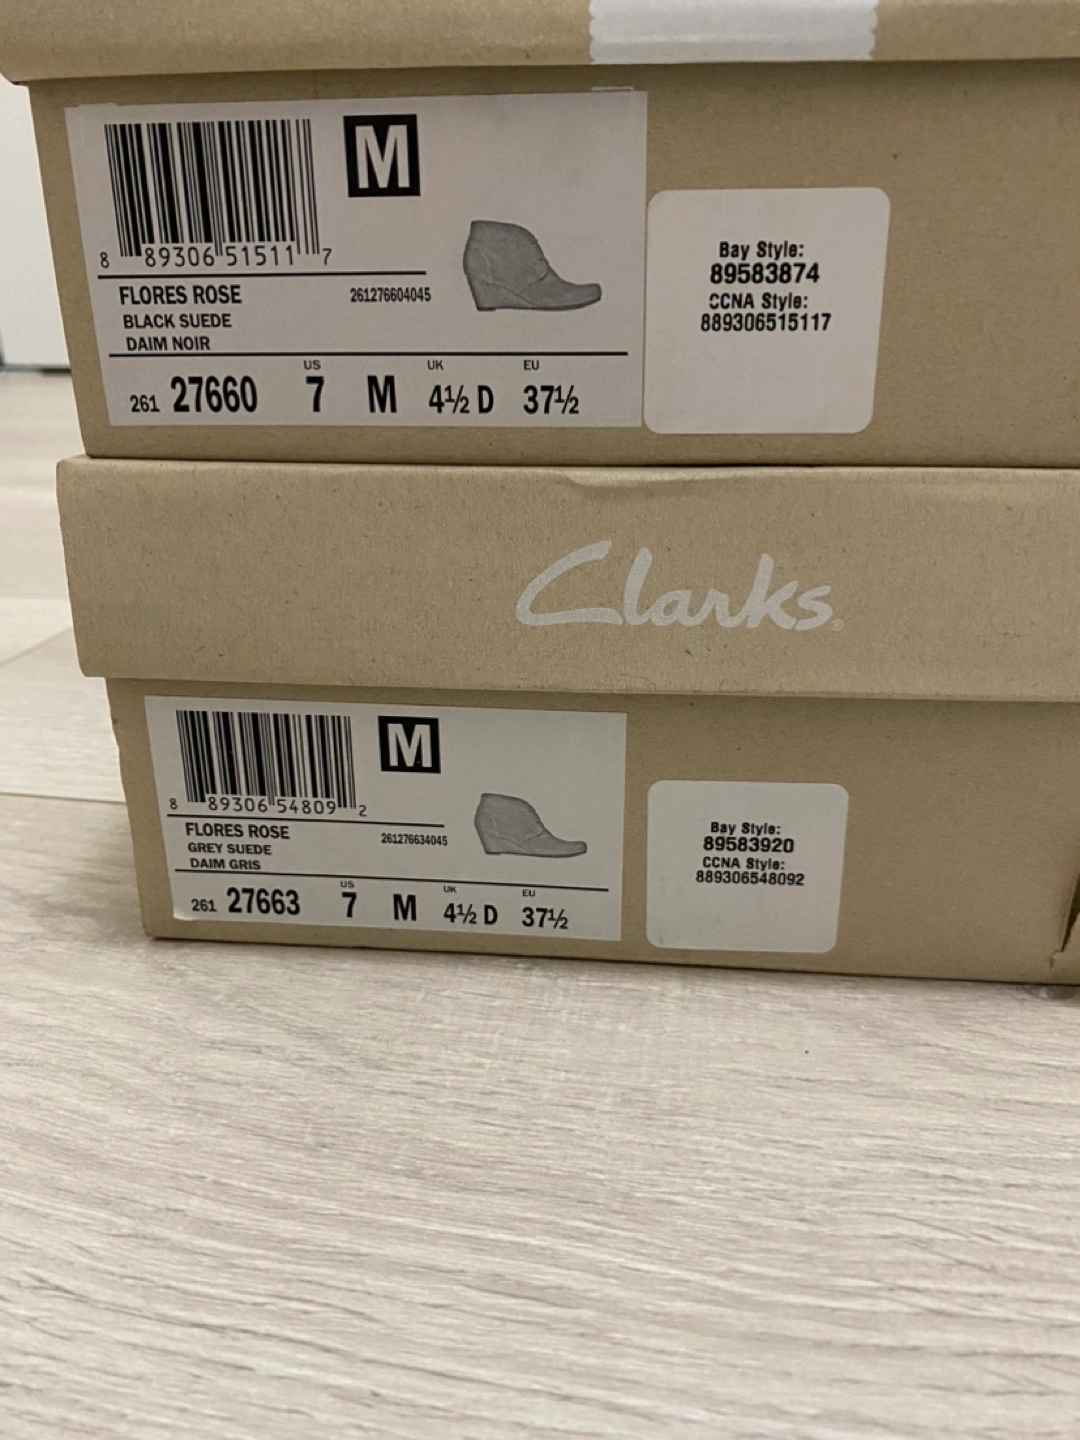 M
8 89306 51511 7
FLORES ROSE
261276604045
BLACK SUEDE
DAIM NOIR
US UK EU
261 27660 7 M 4½ D 37½
Bay Style:
89583874
CCNA Style:
889306515117
Clarks®
M
8 89306 54809 2
FLORES ROSE
261276634045
GREY SUEDE
DAIM GRIS
US UK EU
261 27663 7 M 4½ D 37½
Bay Style:
89583920
CCNA Style:
889306548092